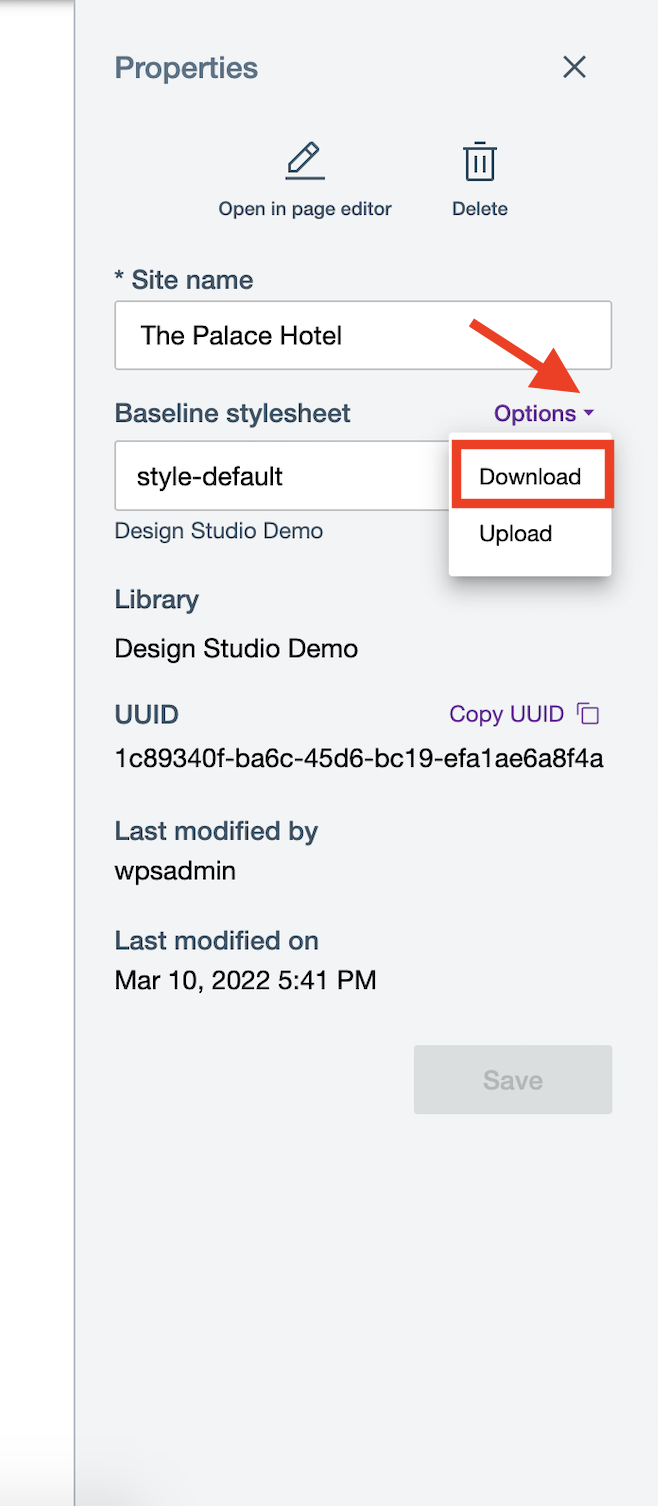 Properties
Open in page editor
Delete
* Site name
The Palace Hotel
Baseline stylesheet
Options
style-default
Download
Design Studio Demo
Upload
Library
Design Studio Demo
UUID
Copy UUID
1c89340f-ba6c-45d6-bc19-efa1ae6a8f4a
Last modified by
wpsadmin
Last modified on
Mar 10, 2022 5:41 PM
Save